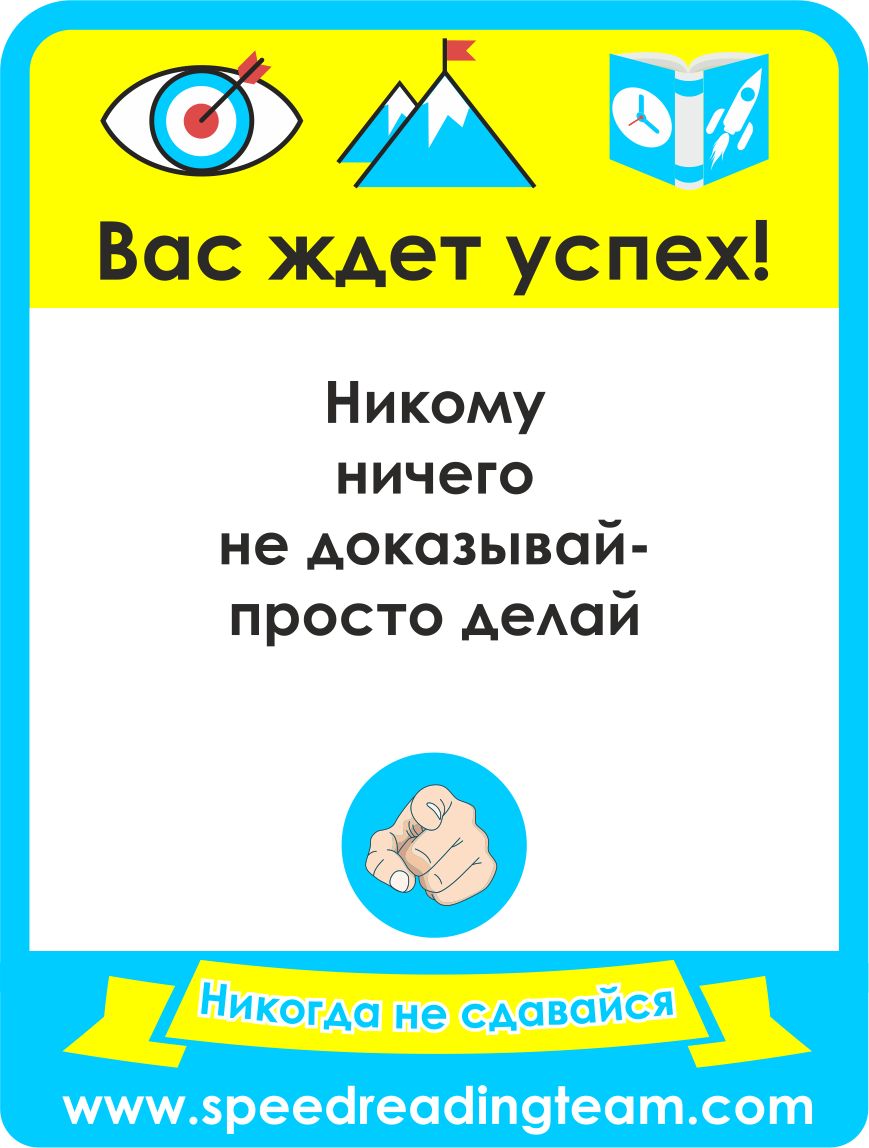 Вас ждет успех!
Никому
ничего
не доказывай-
просто делай
Никогда не сдавайся
www.speedreadingteam.com